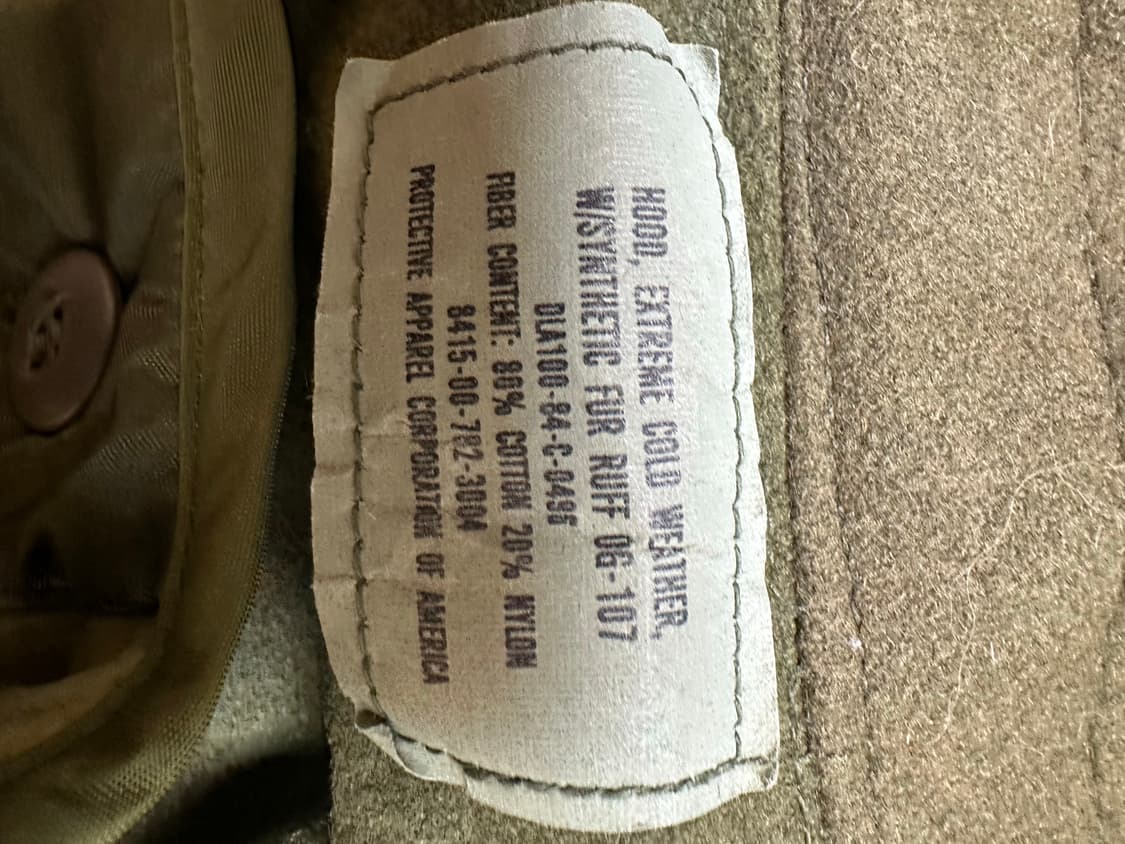 HOOD, EXTREME COLD WEATHER,
W/SYNTHETIC FUR RUFF OG-107
DLA100-84-C-0496
FIBER CONTENT: 80% COTTON 20% NYLON
8415-00-782-3004
PROTECTIVE APPAREL CORPORATION OF AMERICA